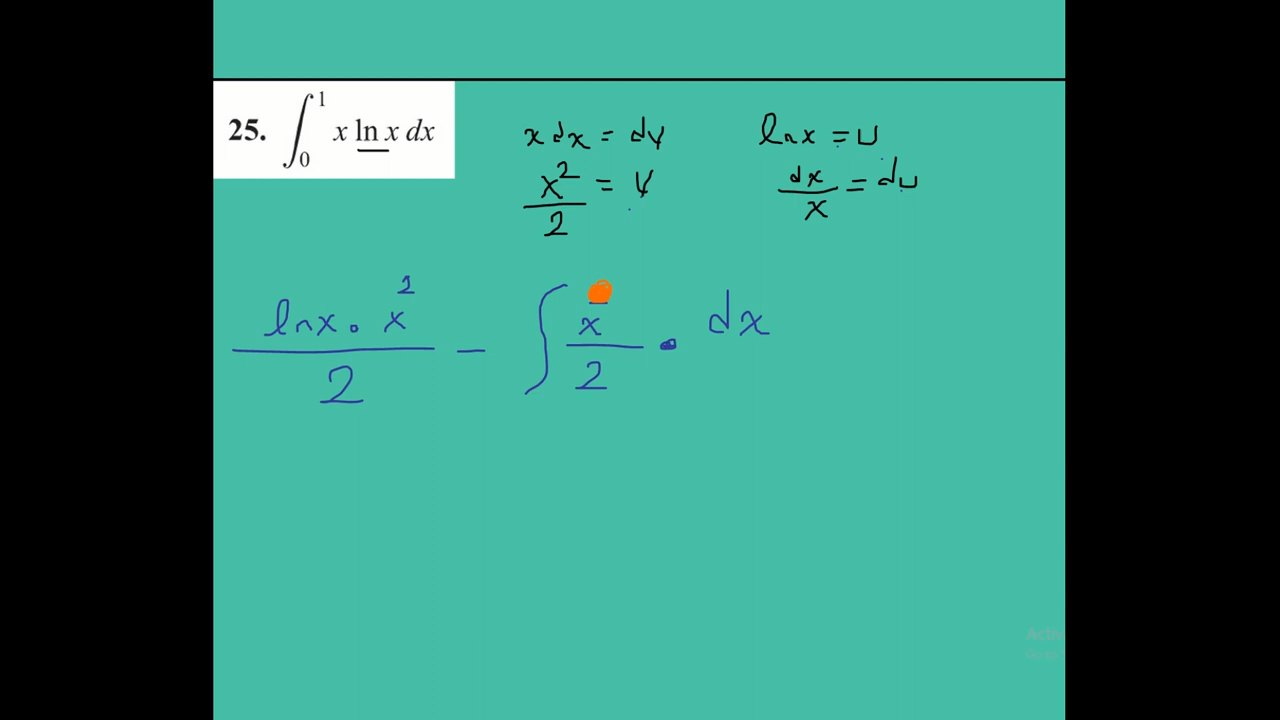 25. ∫₀¹ x ln x dx
x dx = dv
ln x = u
x²/2 = v
dx/x = du
ln x · x²/2 − ∫ x/2 · dx